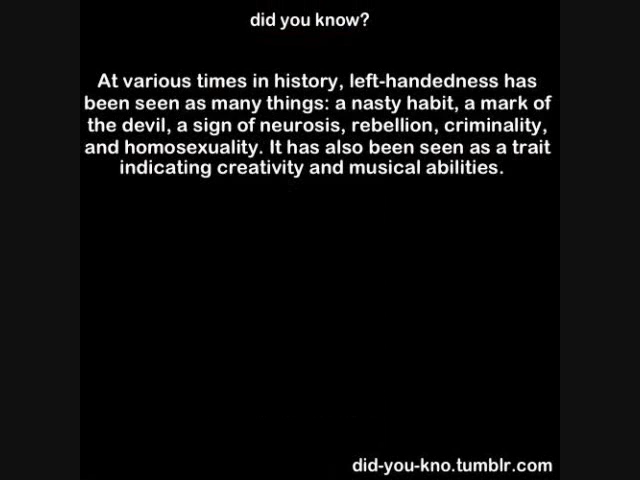 did you know?
At various times in history, left-handedness has
been seen as many things: a nasty habit, a mark of
the devil, a sign of neurosis, rebellion, criminality,
and homosexuality. It has also been seen as a trait
indicating creativity and musical abilities.
did-you-kno.tumblr.com